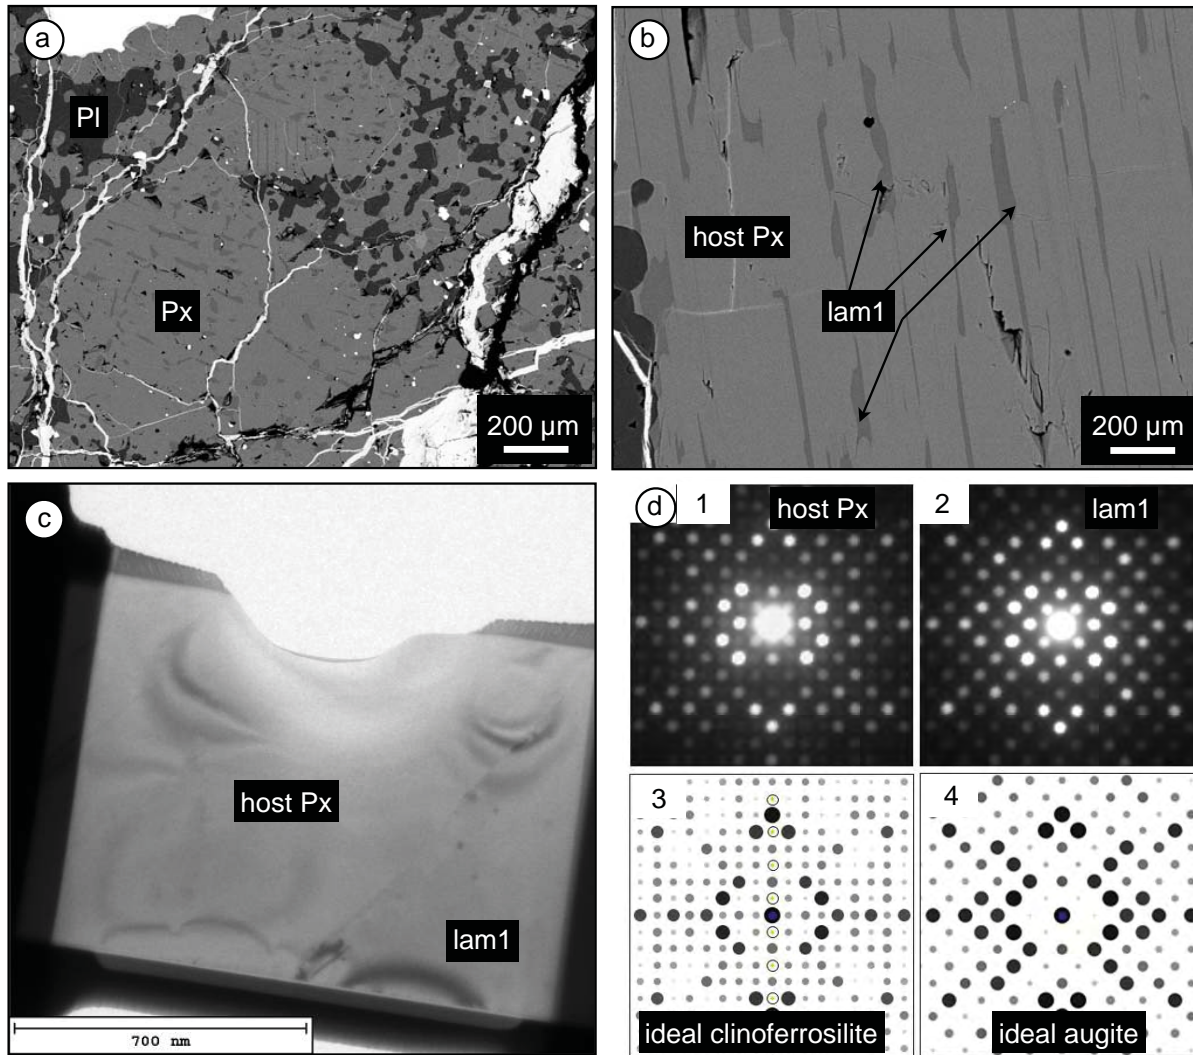 a
Pl
Px
200 µm
b
host Px
lam1
200 µm
c
host Px
lam1
700 nm
d
1
host Px
2
lam1
3
ideal clinoferrosilite
4
ideal augite